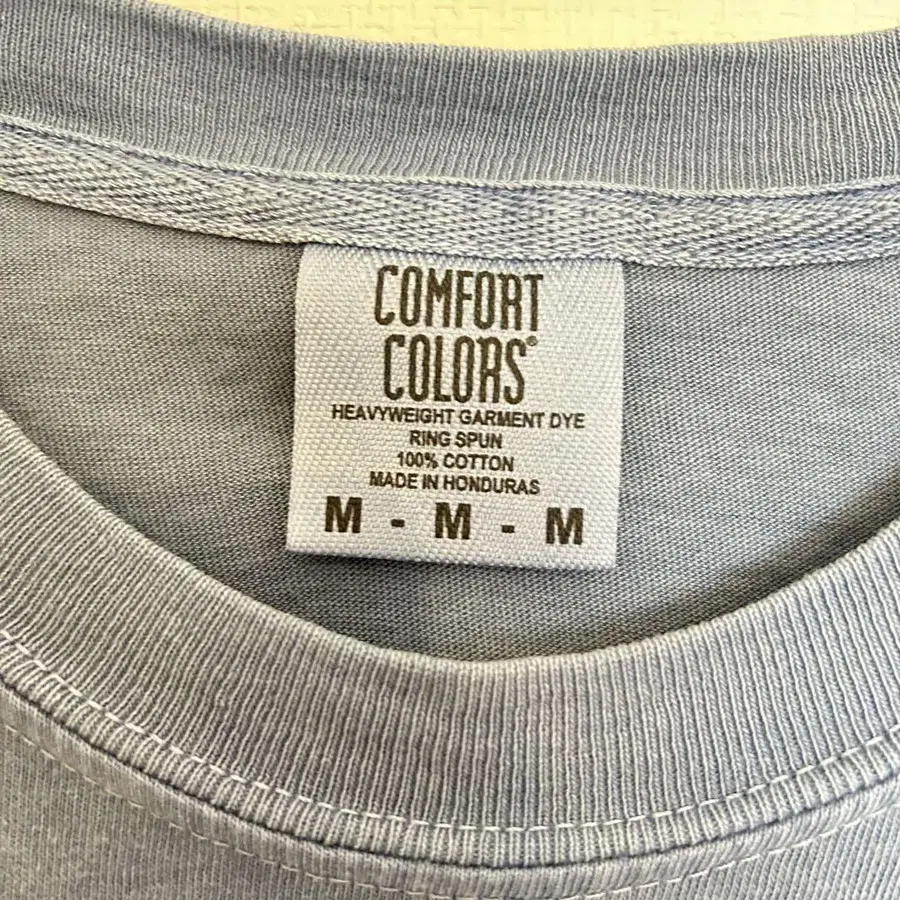 COMFORT
COLORS®
HEAVYWEIGHT GARMENT DYE
RING SPUN
100% COTTON
MADE IN HONDURAS
M - M - M